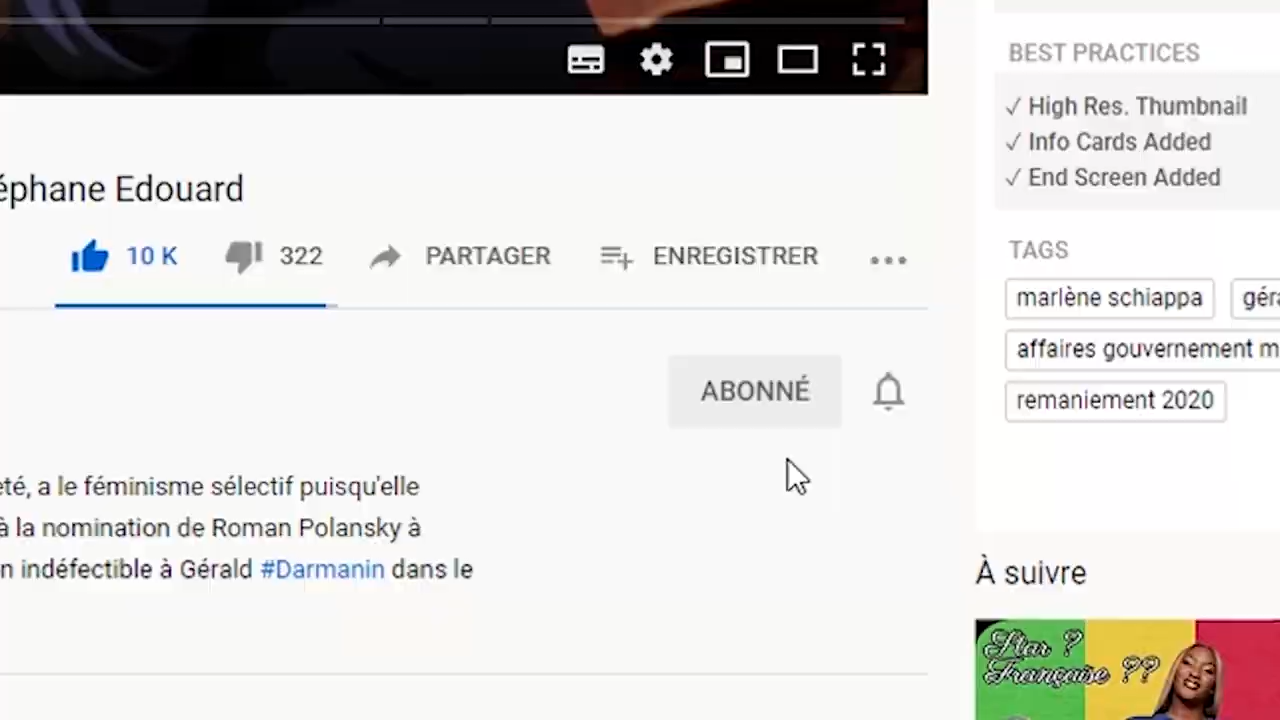 BEST PRACTICES
✓ High Res. Thumbnail
✓ Info Cards Added
✓ End Screen Added
éphane Edouard
10 K 322 PARTAGER ENREGISTRER
TAGS
marlène schiappa
affaires gouvernement
remaniement 2020
ABONNÉ
eté, a le féminisme sélectif puisqu'elle
à la nomination de Roman Polansky à
n indéfectible à Gérald #Darmanin dans le
À suivre
Star ?
Française ??